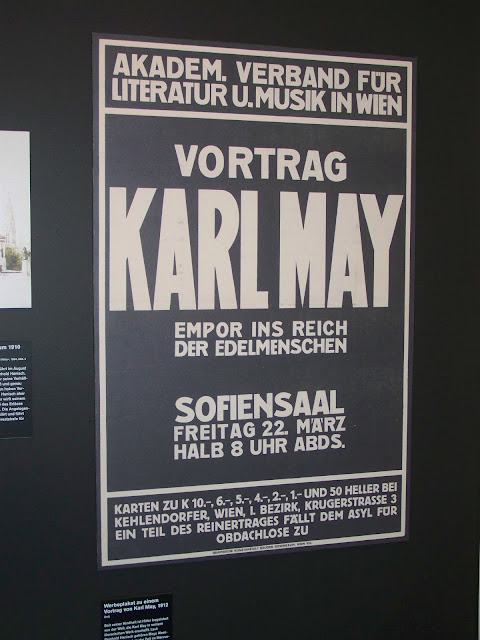 AKADEM. VERBAND FÜR
LITERATUR U. MUSIK IN WIEN
VORTRAG
KARL MAY
EMPOR INS REICH
DER EDELMENSCHEN
SOFIENSAAL
FREITAG 22. MÄRZ
HALB 8 UHR ABDS.
KARTEN ZU K 10.-, 6.-, 5.-, 4.-, 2.-, 1.- UND 50 HELLER BEI
KEHLENDORFER, WIEN, I. BEZIRK, KRUGERSTRASSE 3
EIN TEIL DES REINERTRAGES FÄLLT DEM ASYL FÜR
OBDACHLOSE ZU
Werbeplakat zu einem
Vortrag von Karl May, 1912